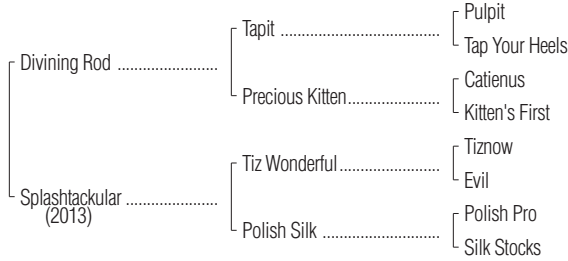 Pulpit
Tapit ............................................
Tap Your Heels
Divining Rod ........................
Catienus
Precious Kitten......................
Kitten's First
Tiznow
Tiz Wonderful........................
Evil
Splashtackular ......................
(2013)
Polish Pro
Polish Silk .............................
Silk Stocks